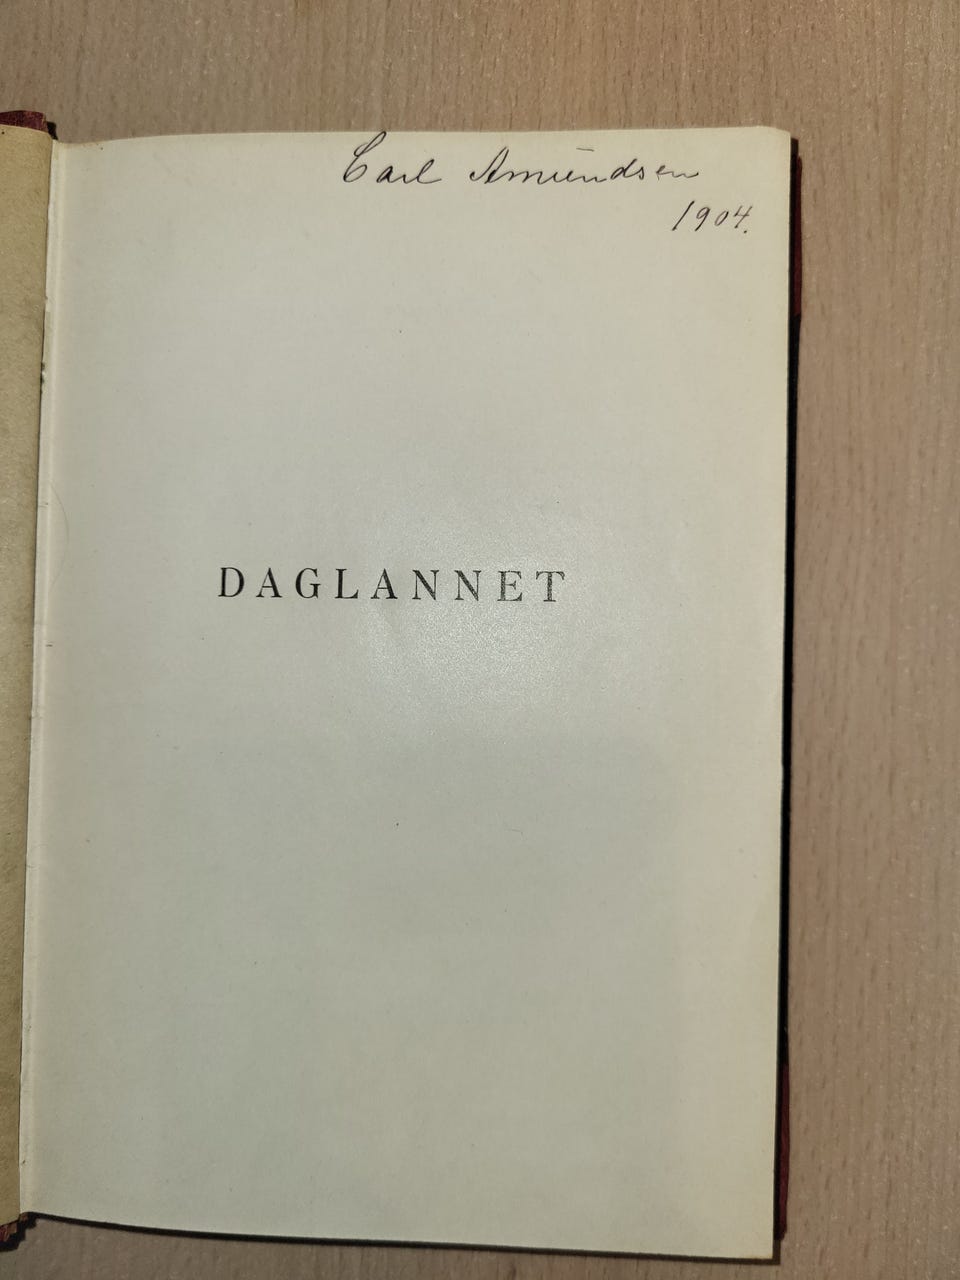 Carl Amundsen
1904.
DAGLANNET